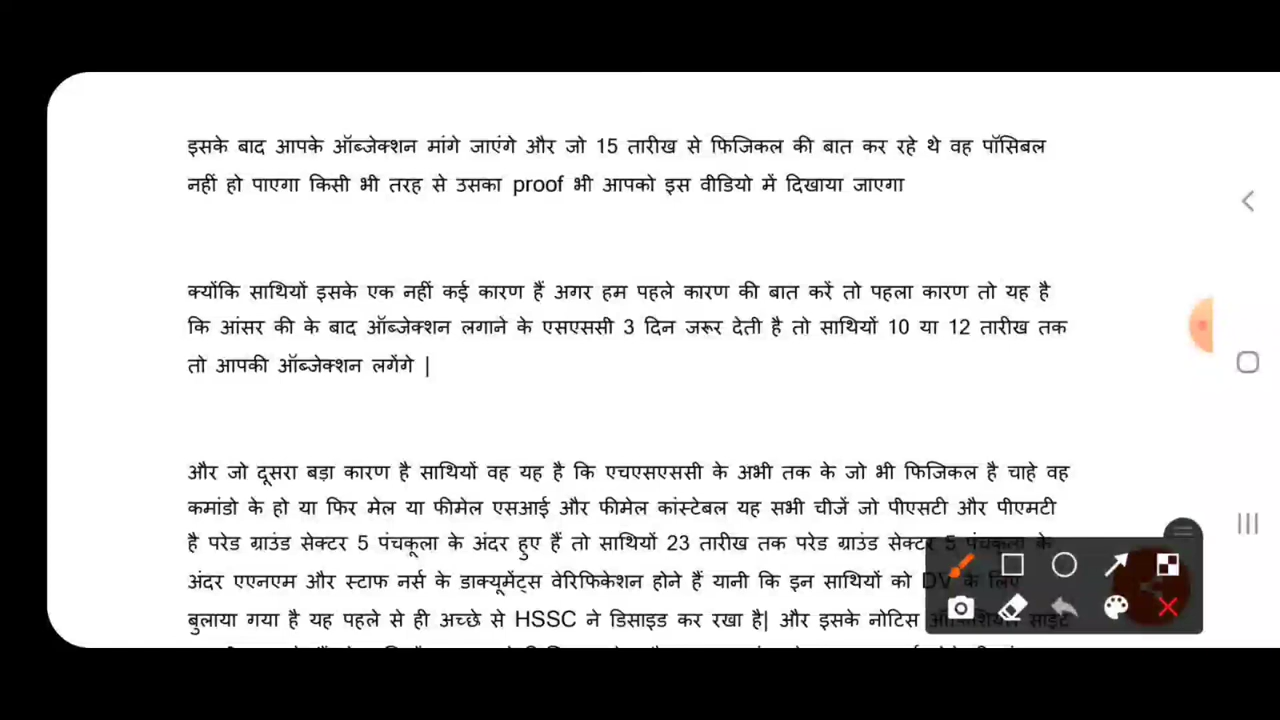 इसके बाद आपके ऑब्जेक्शन मांगे जाएंगे और जो 15 तारीख से फिजिकल की बात कर रहे थे वह पॉसिबल
नहीं हो पाएगा किसी भी तरह से उसका proof भी आपको इस वीडियो में दिखाया जाएगा
क्योंकि साथियों इसके एक नहीं कई कारण हैं अगर हम पहले कारण की बात करें तो पहला कारण तो यह है
कि आंसर की के बाद ऑब्जेक्शन लगाने के एसएससी 3 दिन जरूर देती है तो साथियों 10 या 12 तारीख तक
तो आपकी ऑब्जेक्शन लगेंगे |
और जो दूसरा बड़ा कारण है साथियों वह यह है कि एचएसएससी के अभी तक के जो भी फिजिकल है चाहे वह
कमांडो के हो या फिर मेल या फीमेल एसआई और फीमेल कांस्टेबल यह सभी चीजें जो पीएसटी और पीएमटी
है परेड ग्राउंड सेक्टर 5 पंचकूला के अंदर हुए हैं तो साथियों 23 तारीख तक परेड ग्राउंड सेक्टर 5 पंचकूला के
अंदर एएनएम और स्टाफ नर्स के डाक्यूमेंट्स वेरिफिकेशन होने हैं यानी कि इन साथियों को DV के लिए
बुलाया गया है यह पहले से ही अच्छे से HSSC ने डिसाइड कर रखा है| और इसके नोटिस ऑफिशियल साइट